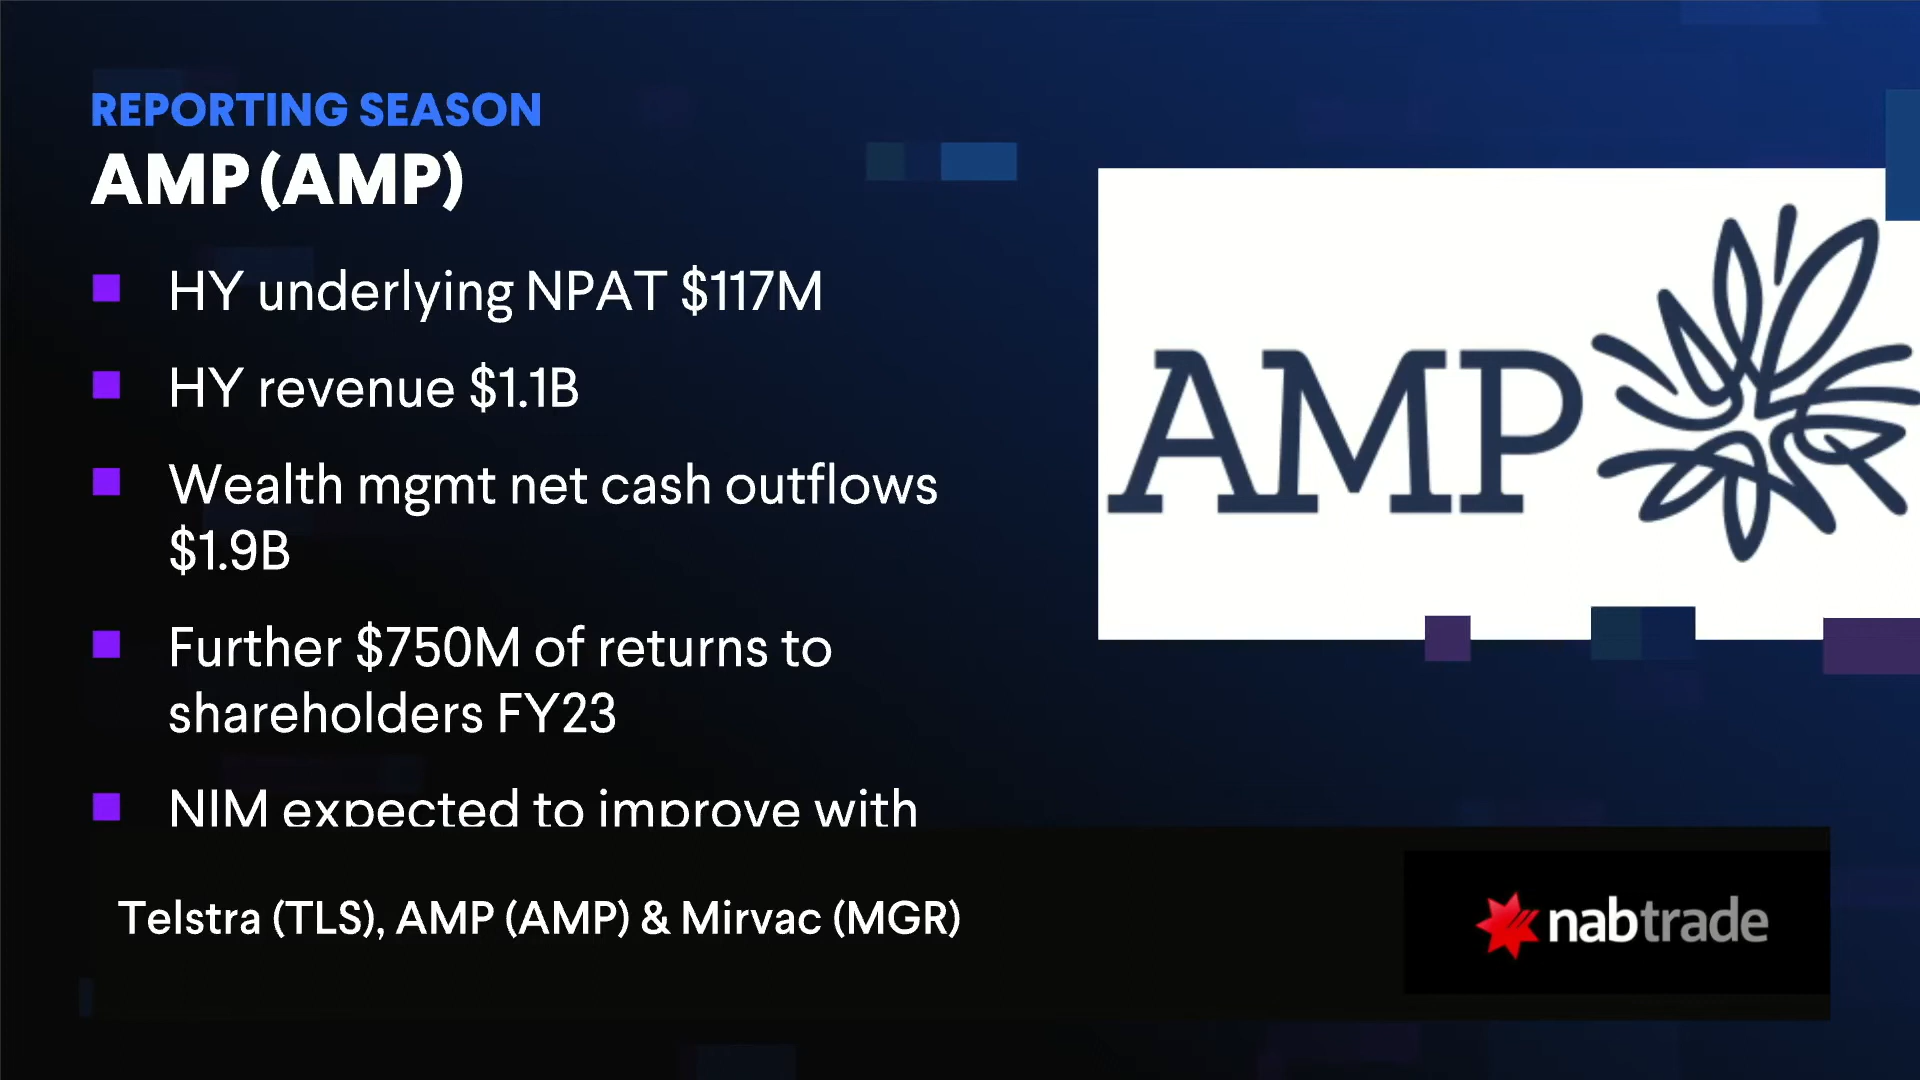 REPORTING SEASON
AMP (AMP)
HY underlying NPAT $117M
HY revenue $1.1B
Wealth mgmt net cash outflows
$1.9B
Further $750M of returns to
shareholders FY23
NIM expected to improve with
AMP
Telstra (TLS), AMP (AMP) & Mirvac (MGR)
nabtrade